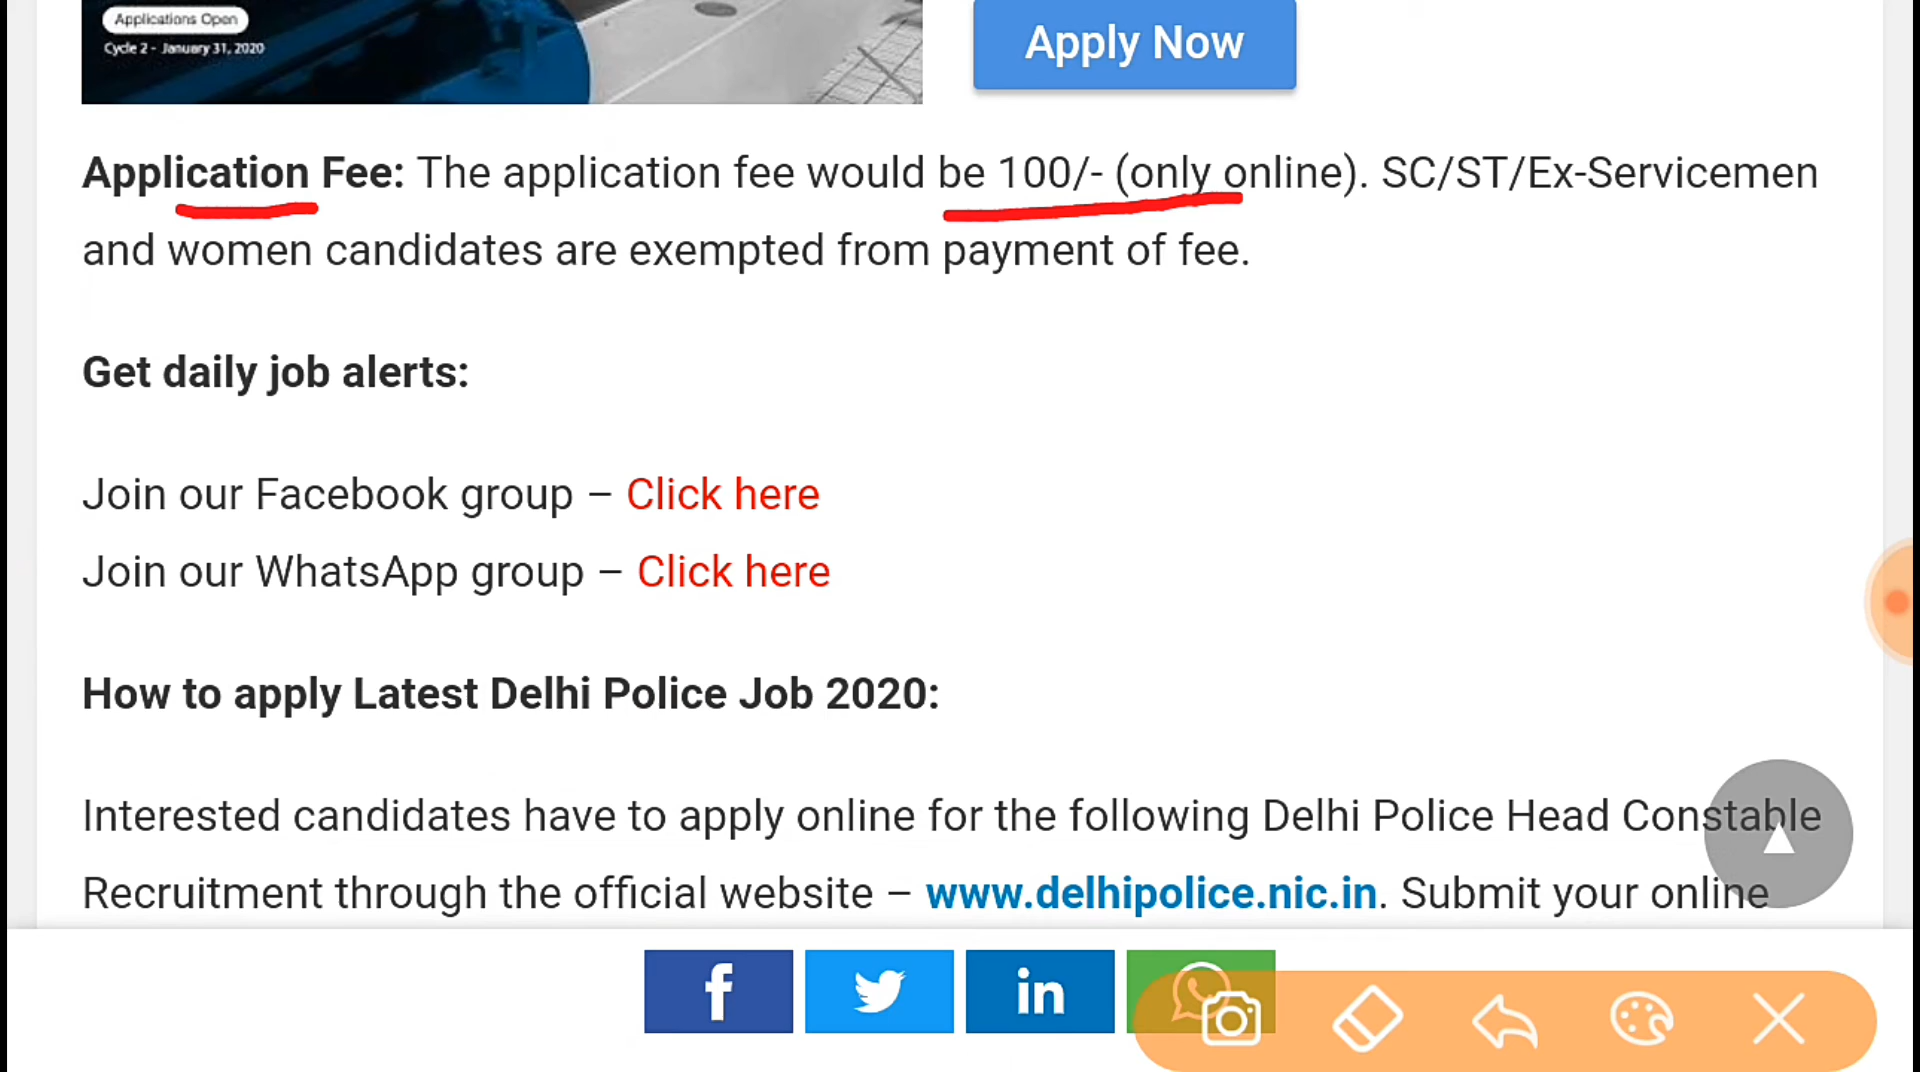 Applications Open
Cycle 2 - January 31, 2020
Apply Now
Application Fee: The application fee would be 100/- (only online). SC/ST/Ex-Servicemen
and women candidates are exempted from payment of fee.
Get daily job alerts:
Join our Facebook group – Click here
Join our WhatsApp group – Click here
How to apply Latest Delhi Police Job 2020:
Interested candidates have to apply online for the following Delhi Police Head Constable
Recruitment through the official website – www.delhipolice.nic.in. Submit your online
f
in